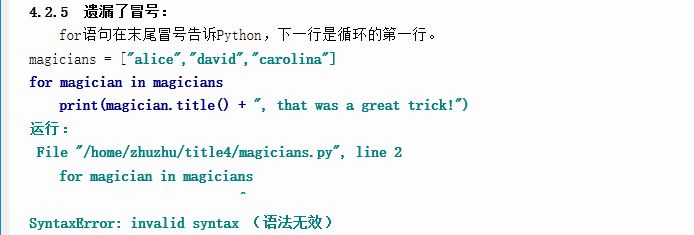 4.2.5 遗漏了冒号：
for语句在末尾冒号告诉Python，下一行是循环的第一行。
magicians = ["alice","david","carolina"]
for magician in magicians
print(magician.title() + ", that was a great trick!")
运行：
File "/home/zhuzhu/title4/magicians.py", line 2
for magician in magicians
^
SyntaxError: invalid syntax （语法无效）